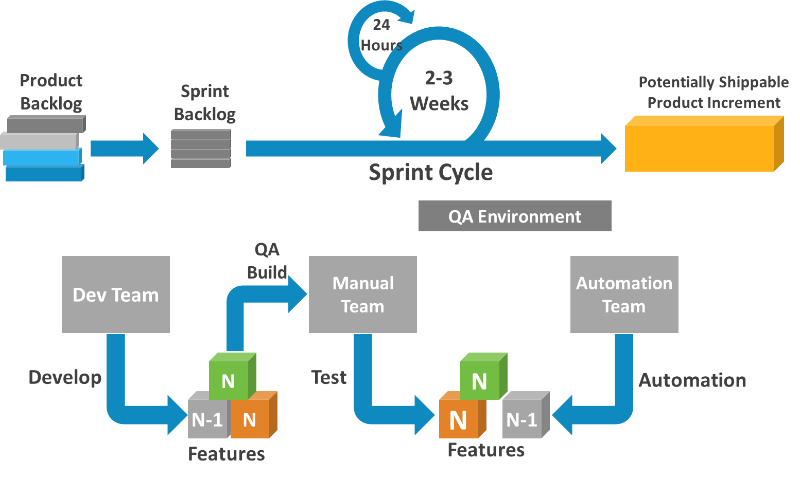 24
Hours
2-3
Weeks
Product
Backlog
Sprint
Backlog
Potentially Shippable
Product Increment
Sprint Cycle
QA Environment
QA
Build
Dev Team
Manual
Team
Automation
Team
Develop
N
N-1
N
Features
Test
N
N
N-1
Features
Automation